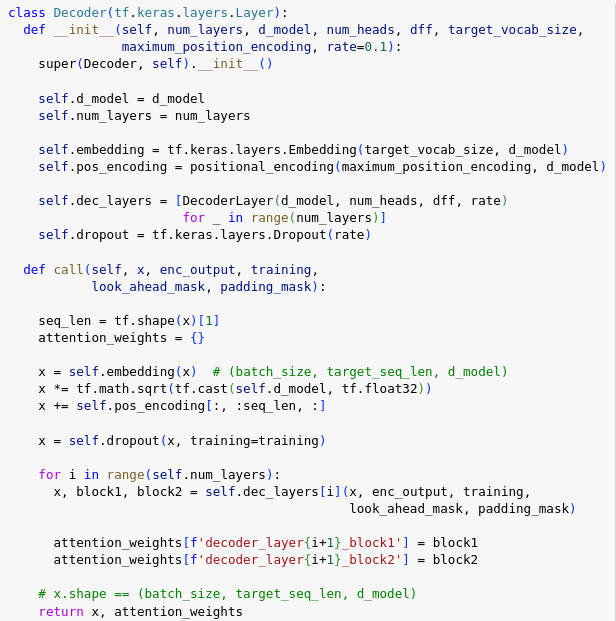 class Decoder(tf.keras.layers.Layer):
  def __init__(self, num_layers, d_model, num_heads, dff, target_vocab_size,
               maximum_position_encoding, rate=0.1):
    super(Decoder, self).__init__()

    self.d_model = d_model
    self.num_layers = num_layers

    self.embedding = tf.keras.layers.Embedding(target_vocab_size, d_model)
    self.pos_encoding = positional_encoding(maximum_position_encoding, d_model)

    self.dec_layers = [DecoderLayer(d_model, num_heads, dff, rate)
                       for _ in range(num_layers)]
    self.dropout = tf.keras.layers.Dropout(rate)

  def call(self, x, enc_output, training,
           look_ahead_mask, padding_mask):

    seq_len = tf.shape(x)[1]
    attention_weights = {}

    x = self.embedding(x)  # (batch_size, target_seq_len, d_model)
    x *= tf.math.sqrt(tf.cast(self.d_model, tf.float32))
    x += self.pos_encoding[:, :seq_len, :]

    x = self.dropout(x, training=training)

    for i in range(self.num_layers):
      x, block1, block2 = self.dec_layers[i](x, enc_output, training,
                                             look_ahead_mask, padding_mask)

      attention_weights[f'decoder_layer{i+1}_block1'] = block1
      attention_weights[f'decoder_layer{i+1}_block2'] = block2

    # x.shape == (batch_size, target_seq_len, d_model)
    return x, attention_weights